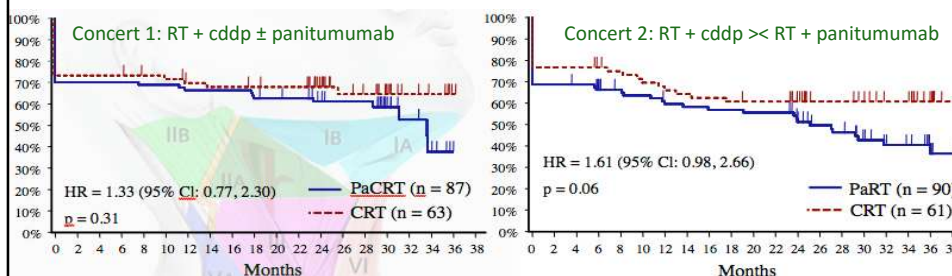 Concert 1: RT + cddp ± panitumumab
100%
90%
80%
70%
60%
50%
40%
30%
20%
10%
0%
IIB
IIA
IB
IA
III
VI
HR = 1.33 (95% CI: 0.77, 2.30)
p = 0.31
PaCRT (n = 87)
CRT (n = 63)
0 2 4 6 8 10 12 14 16 18 20 22 24 26 28 30 32 34 36 38
Months
Concert 2: RT + cddp >< RT + panitumumab
100%
90%
80%
70%
60%
50%
40%
30%
20%
10%
0%
HR = 1.61 (95% CI: 0.98, 2.66)
p = 0.06
PaRT (n = 90)
CRT (n = 61)
0 2 4 6 8 10 12 14 16 18 20 22 24 26 28 30 32 34 36
Months